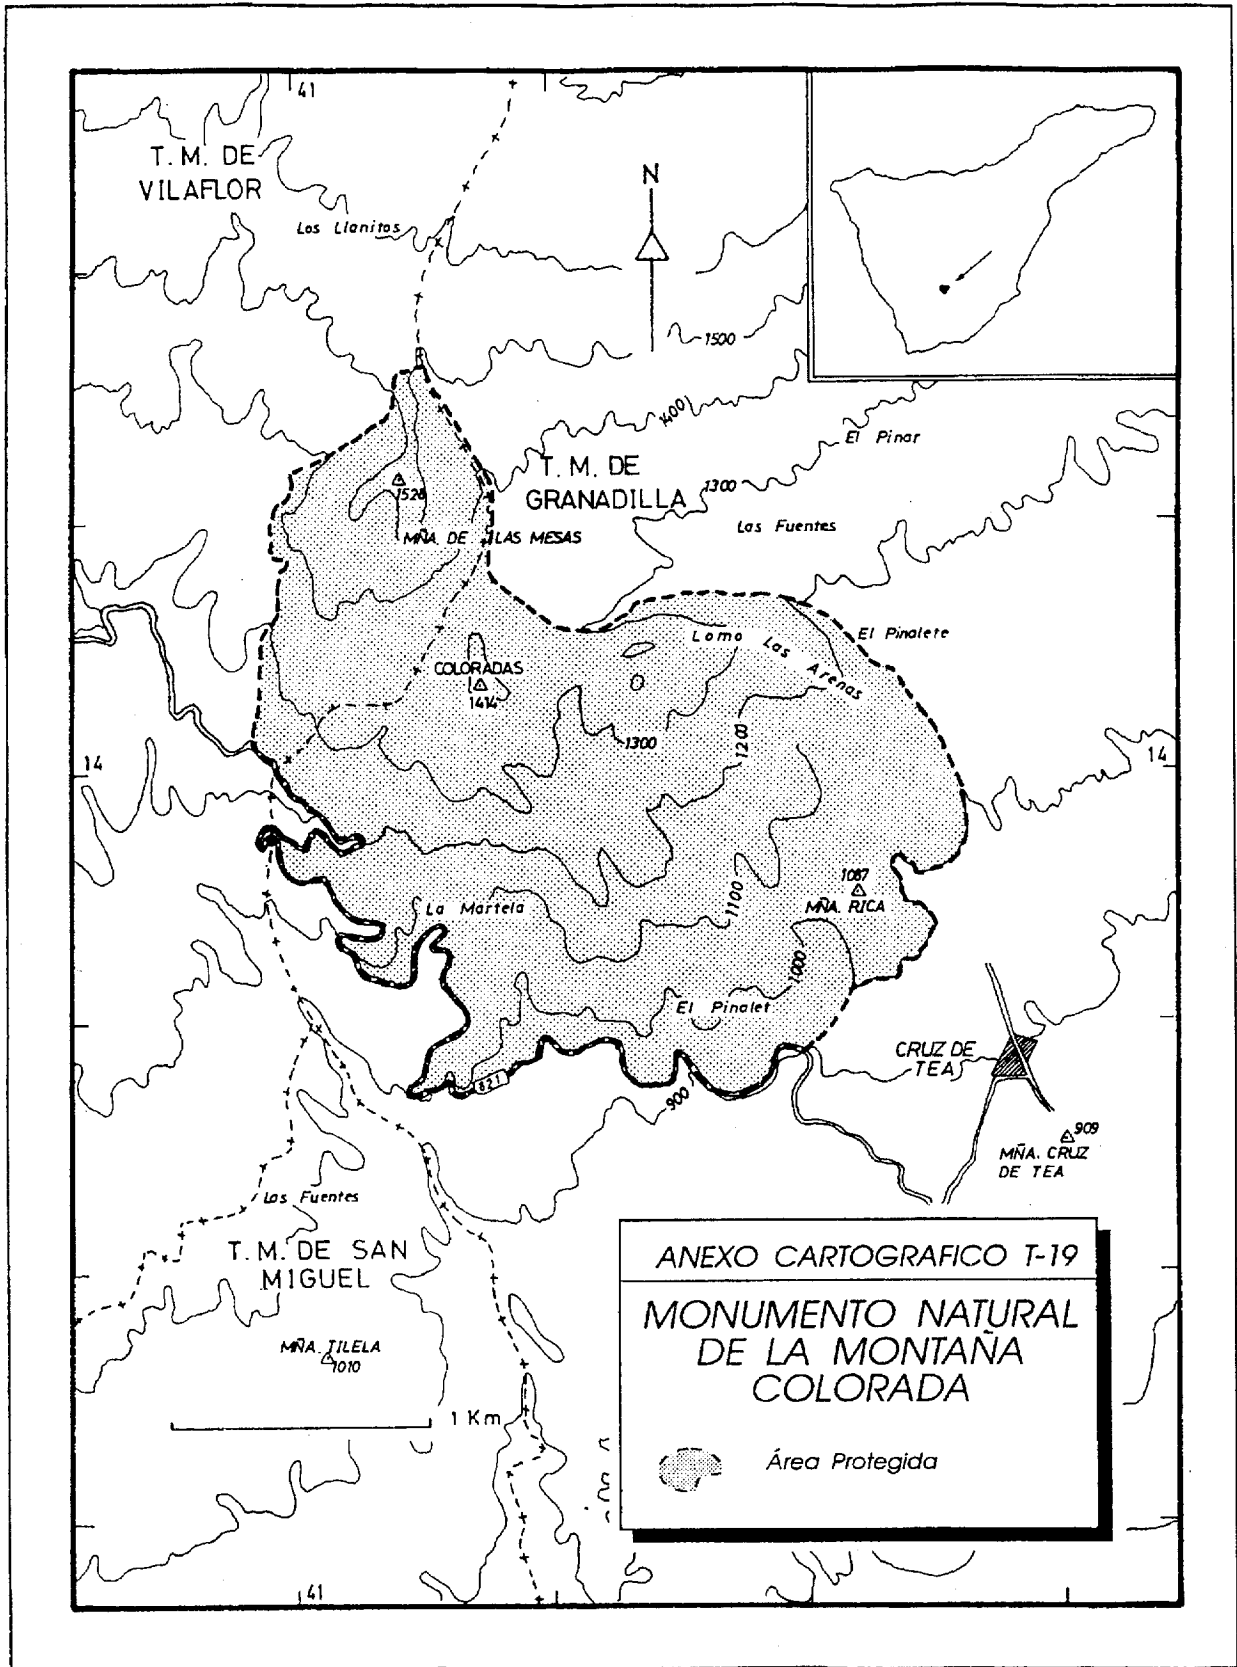 41
T. M. DE
VILAFLOR
Los Llanitos
N
1500
1400
El Pinar
T. M. DE
GRANADILLA
1300
Las Fuentes
1526
MÑA. DE LAS MESAS
Lomo Las Arenas
El Pinalete
COLORADAS
1414
1300
1200
14
14
1087
MÑA. RICA
1100
La Martela
1000
El Pinalet
821
900
CRUZ DE
TEA
909
MÑA. CRUZ
DE TEA
Las Fuentes
T. M. DE SAN
MIGUEL
MÑA. TILELA
1010
1 Km
ANEXO CARTOGRAFICO T-19
MONUMENTO NATURAL
DE LA MONTAÑA
COLORADA
Área Protegida
41